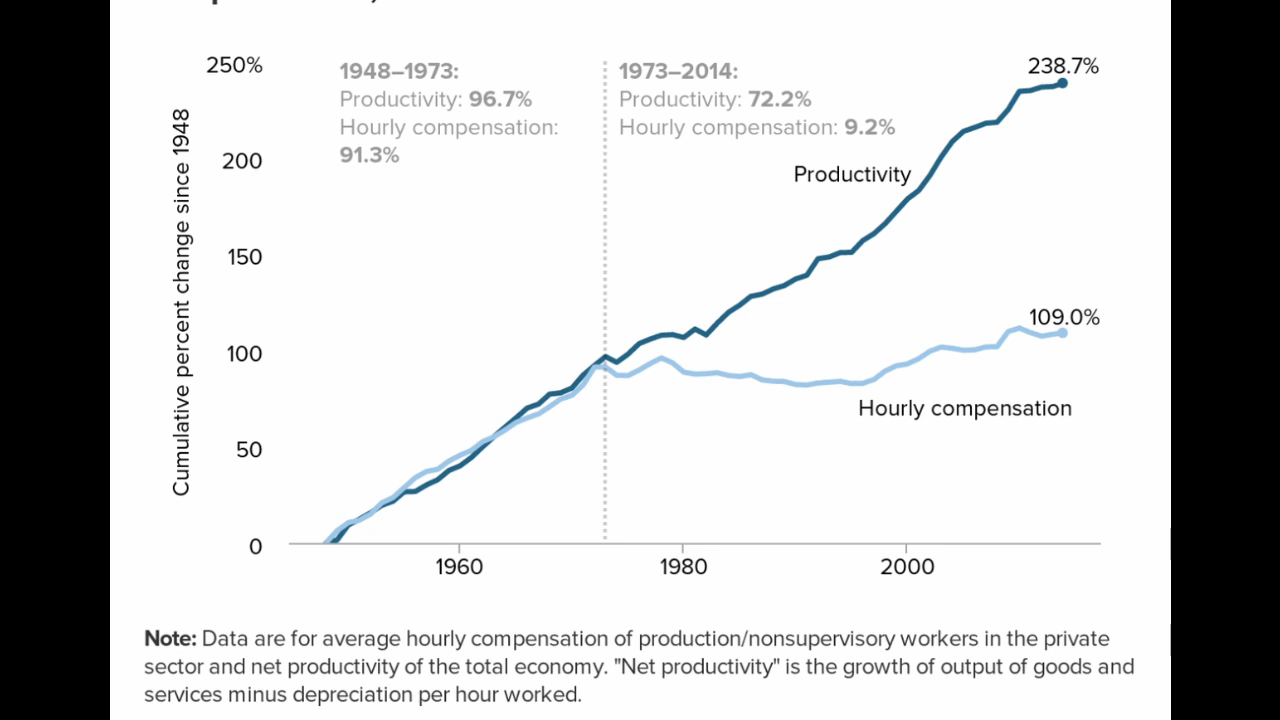 250%
200
150
100
50
0
Cumulative percent change since 1948
1948–1973:
Productivity: 96.7%
Hourly compensation:
91.3%
1973–2014:
Productivity: 72.2%
Hourly compensation: 9.2%
238.7%
Productivity
109.0%
Hourly compensation
1960
1980
2000
Note: Data are for average hourly compensation of production/nonsupervisory workers in the private
sector and net productivity of the total economy. "Net productivity" is the growth of output of goods and
services minus depreciation per hour worked.